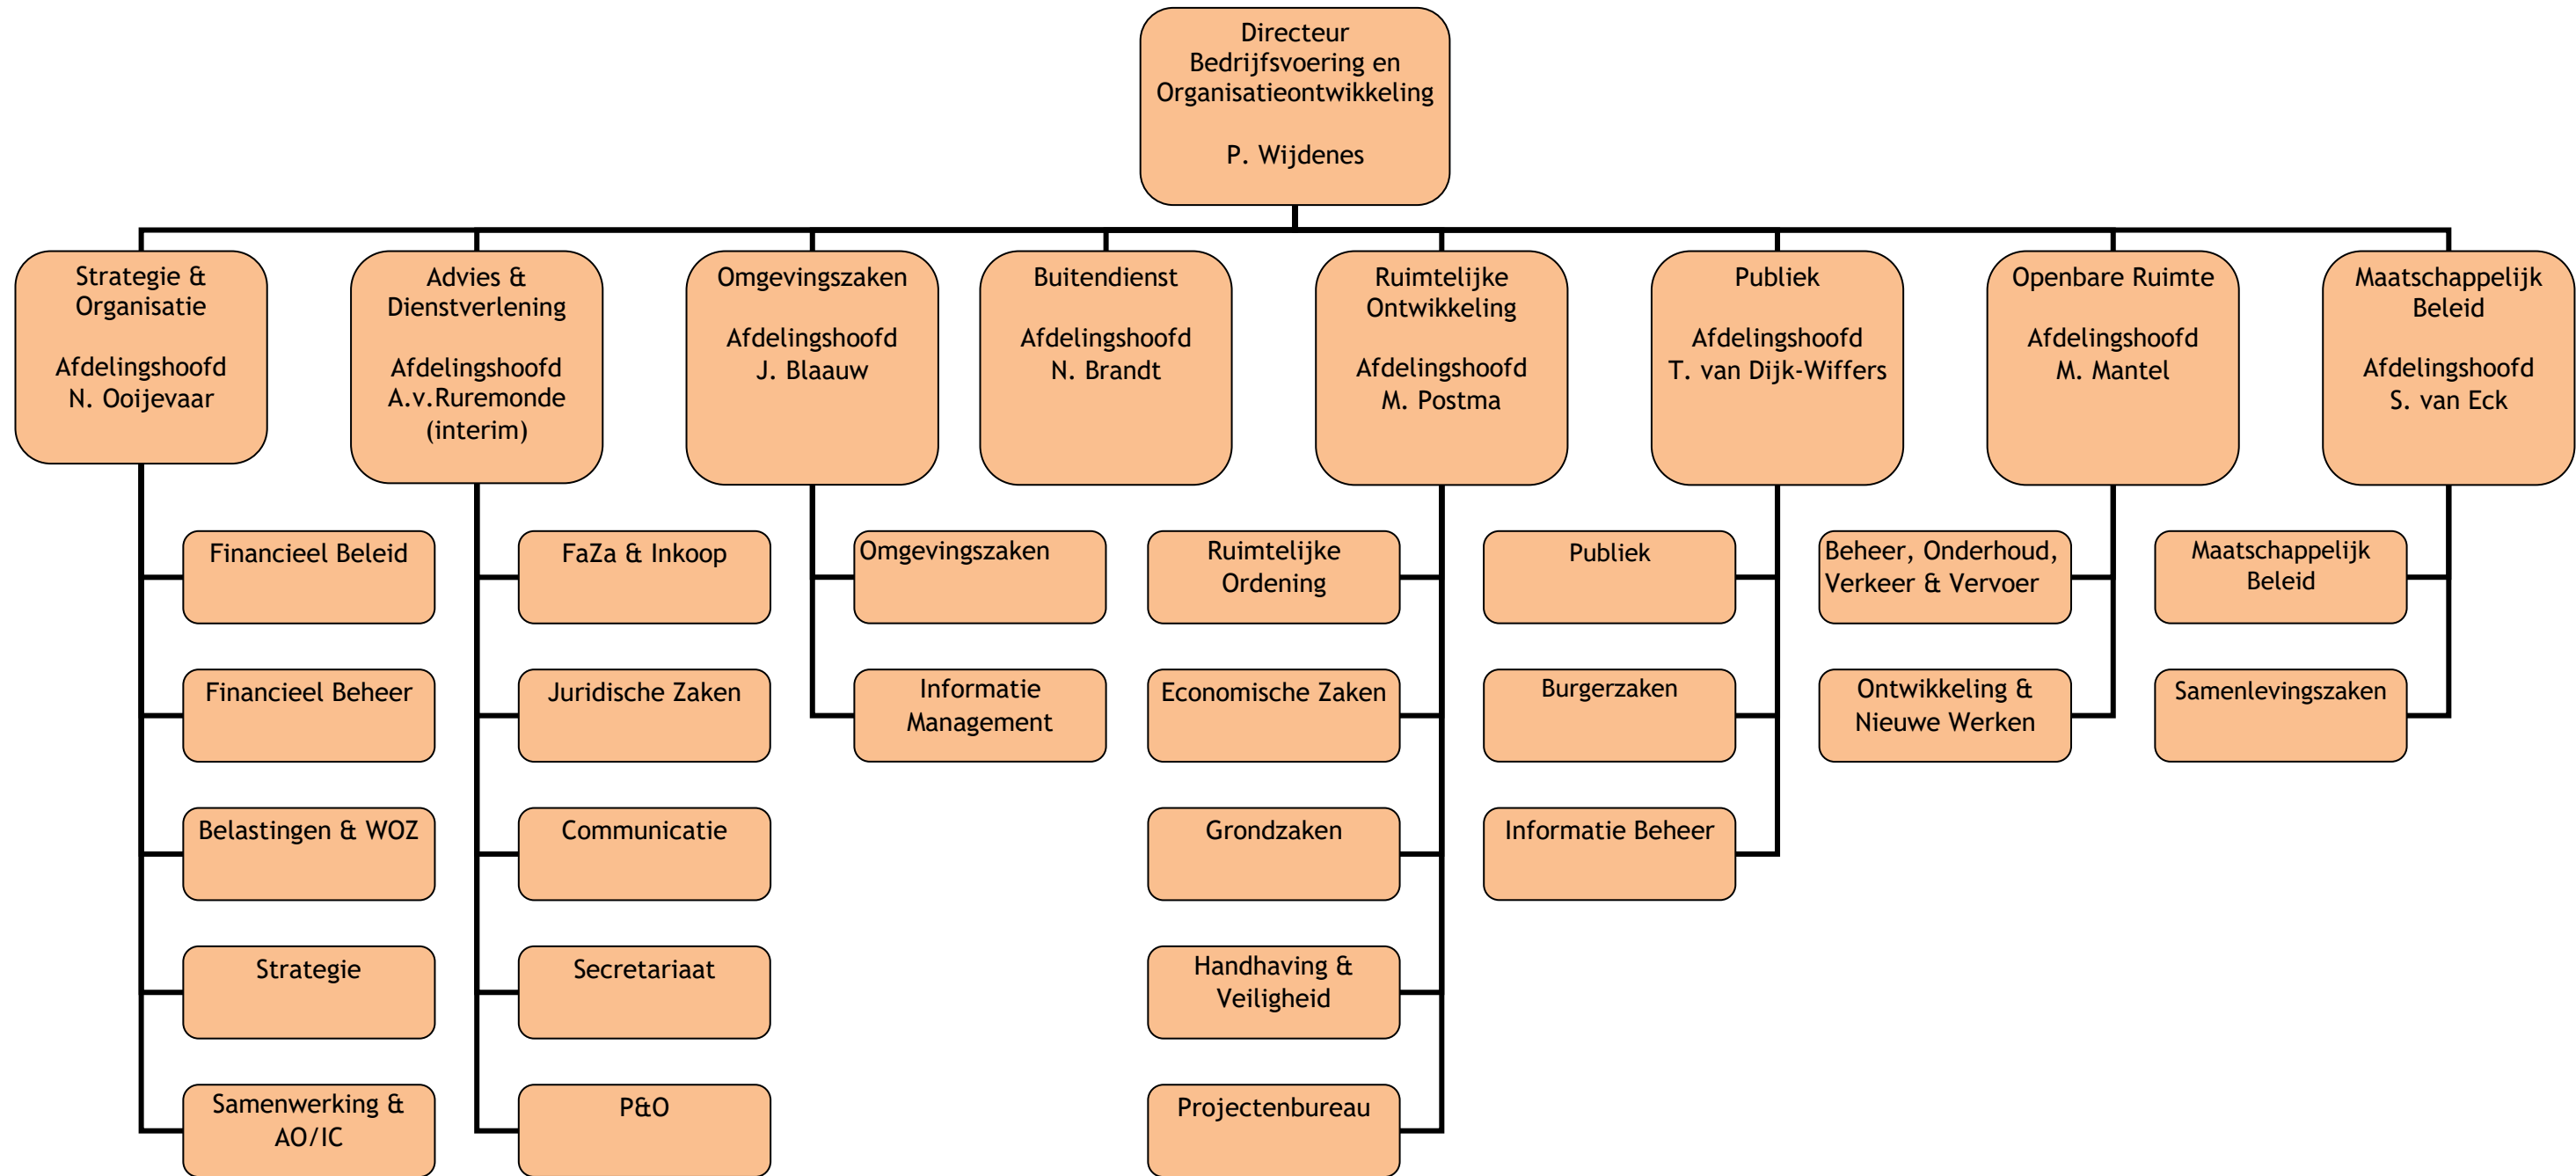 Directeur
Bedrijfsvoering en
Organisatieontwikkeling
P. Wijdenes
Strategie &
Organisatie
Afdelingshoofd
N. Ooijevaar
Advies &
Dienstverlening
Afdelingshoofd
A.v.Ruremonde
(interim)
Omgevingszaken
Afdelingshoofd
J. Blaauw
Buitendienst
Afdelingshoofd
N. Brandt
Ruimtelijke
Ontwikkeling
Afdelingshoofd
M. Postma
Publiek
Afdelingshoofd
T. van Dijk-Wiffers
Openbare Ruimte
Afdelingshoofd
M. Mantel
Maatschappelijk
Beleid
Afdelingshoofd
S. van Eck
Financieel Beleid
Financieel Beheer
Belastingen & WOZ
Strategie
Samenwerking &
AO/IC
FaZa & Inkoop
Juridische Zaken
Communicatie
Secretariaat
P&O
Omgevingszaken
Informatie
Management
Ruimtelijke
Ordening
Economische Zaken
Grondzaken
Handhaving &
Veiligheid
Projectenbureau
Publiek
Burgerzaken
Informatie Beheer
Beheer, Onderhoud,
Verkeer & Vervoer
Ontwikkeling &
Nieuwe Werken
Maatschappelijk
Beleid
Samenlevingszaken